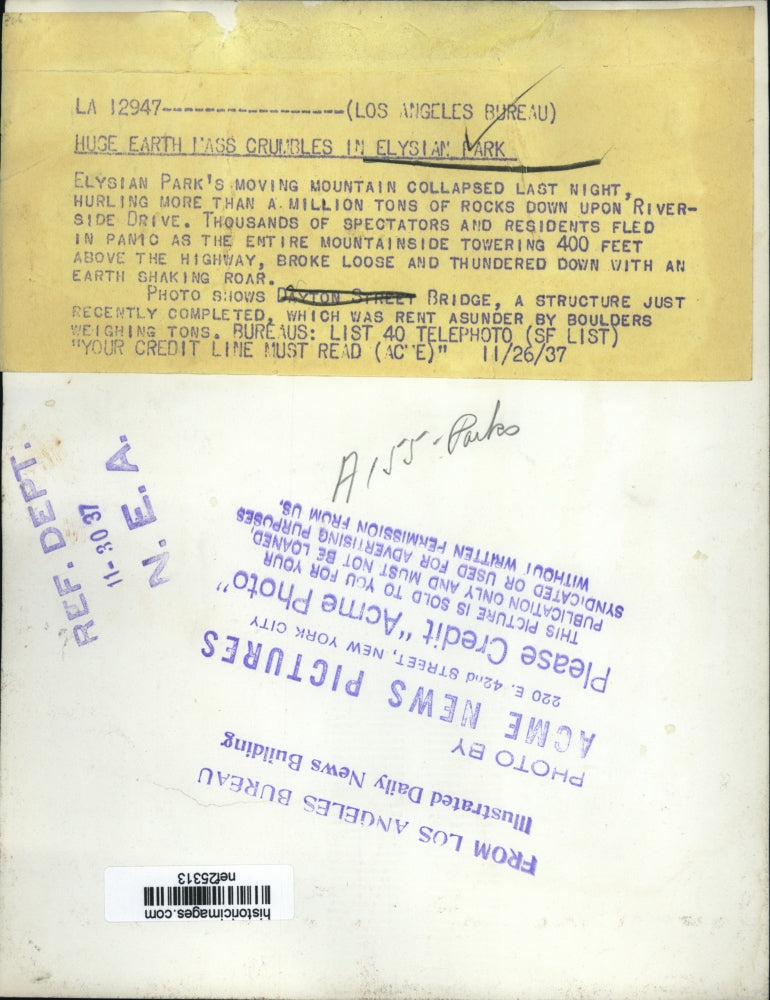 LA 12947-------------------(LOS ANGELES BUREAU)
HUGE EARTH MASS CRUMBLES IN ELYSIAN PARK
ELYSIAN PARK'S MOVING MOUNTAIN COLLAPSED LAST NIGHT,
HURLING MORE THAN A MILLION TONS OF ROCKS DOWN UPON RIVER-
SIDE DRIVE. THOUSANDS OF SPECTATORS AND RESIDENTS FLED
IN PANIC AS THE ENTIRE MOUNTAINSIDE TOWERING 400 FEET
ABOVE THE HIGHWAY, BROKE LOOSE AND THUNDERED DOWN WITH AN
EARTH SHAKING ROAR.
PHOTO SHOWS DAYTON STREET BRIDGE, A STRUCTURE JUST
RECENTLY COMPLETED, WHICH WAS RENT ASUNDER BY BOULDERS
WEIGHING TONS. BUREAUS: LIST 40 TELEPHOTO (SF LIST)
"YOUR CREDIT LINE MUST READ (ACME)" 11/26/37
A155-Parks
REF. DEPT.
11-30 37
N. E. A.
FROM LOS ANGELES BUREAU
Illustrated Daily News Building
PHOTO BY
ACME NEWS PICTURES
220 E. 42nd STREET, NEW YORK CITY
Please Credit "Acme Photo"
THIS PICTURE IS SOLD TO YOU FOR YOUR
PUBLICATION ONLY AND MUST NOT BE LOANED,
SYNDICATED OR USED FOR ADVERTISING PURPOSES
WITHOUT WRITTEN PERMISSION FROM US.
historicimages.com
nef25313